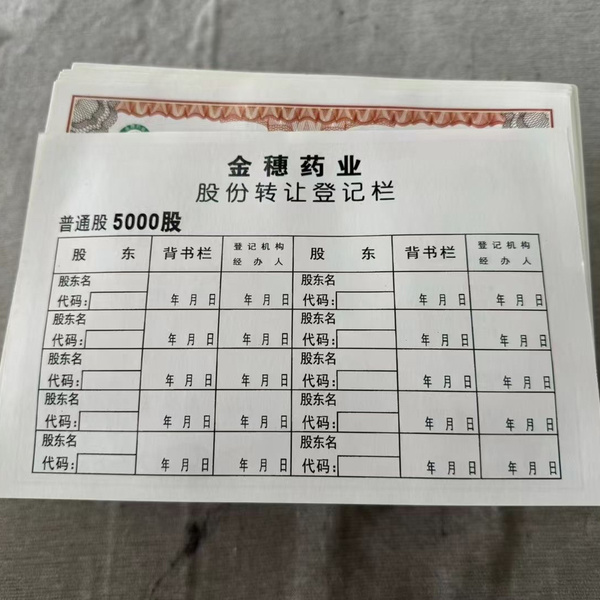 金穗药业
股份转让登记栏
普通股 5000股
股 东 背书栏 登记机构 经办人 股 东 背书栏 登记机构 经办人
股东名 股东名
代码: 年 月 日 年 月 日 代码: 年 月 日 年 月 日
股东名 股东名
代码: 年 月 日 年 月 日 代码: 年 月 日 年 月 日
股东名 股东名
代码: 年 月 日 年 月 日 代码: 年 月 日 年 月 日
股东名 股东名
代码: 年 月 日 年 月 日 代码: 年 月 日 年 月 日
股东名 股东名
代码: 年 月 日 年 月 日 代码: 年 月 日 年 月 日